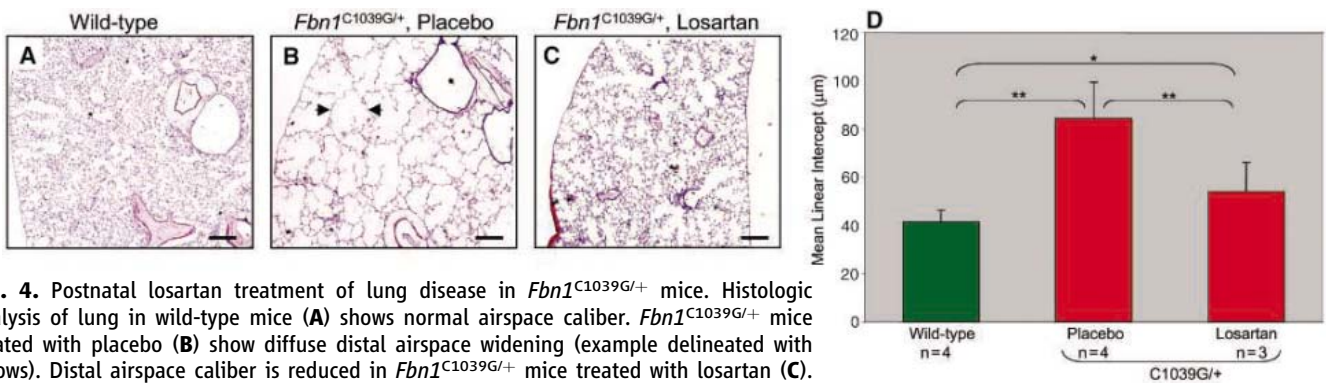 Wild-type
Fbn1C1039G/+, Placebo
Fbn1C1039G/+, Losartan
A
B
*
C
D
120
100
80
60
40
20
0
Mean Linear Intercept (μm)
*
**
**
Wild-type
n=4
Placebo
n=4
Losartan
n=3
C1039G/+
. 4. Postnatal losartan treatment of lung disease in Fbn1C1039G/+ mice. Histologic
lysis of lung in wild-type mice (A) shows normal airspace caliber. Fbn1C1039G/+ mice
ated with placebo (B) show diffuse distal airspace widening (example delineated with
ows). Distal airspace caliber is reduced in Fbn1C1039G/+ mice treated with losartan (C).